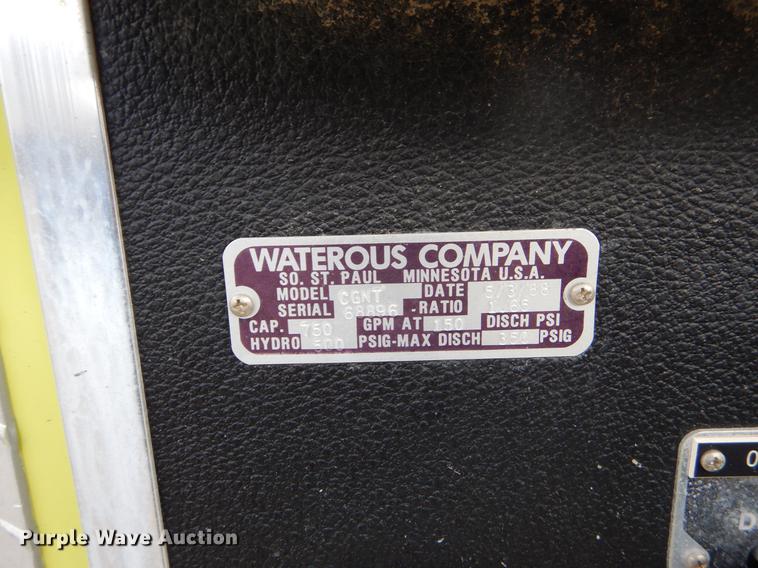 WATEROUS COMPANY
SO. ST. PAUL MINNESOTA U.S.A.
MODEL CGNT DATE 5/3/88
SERIAL 68896 -RATIO
CAP. 750 GPM AT 150 DISCH PSI
HYDRO 500 PSIG-MAX DISCH PSIG
0
D
Purple Wave Auction